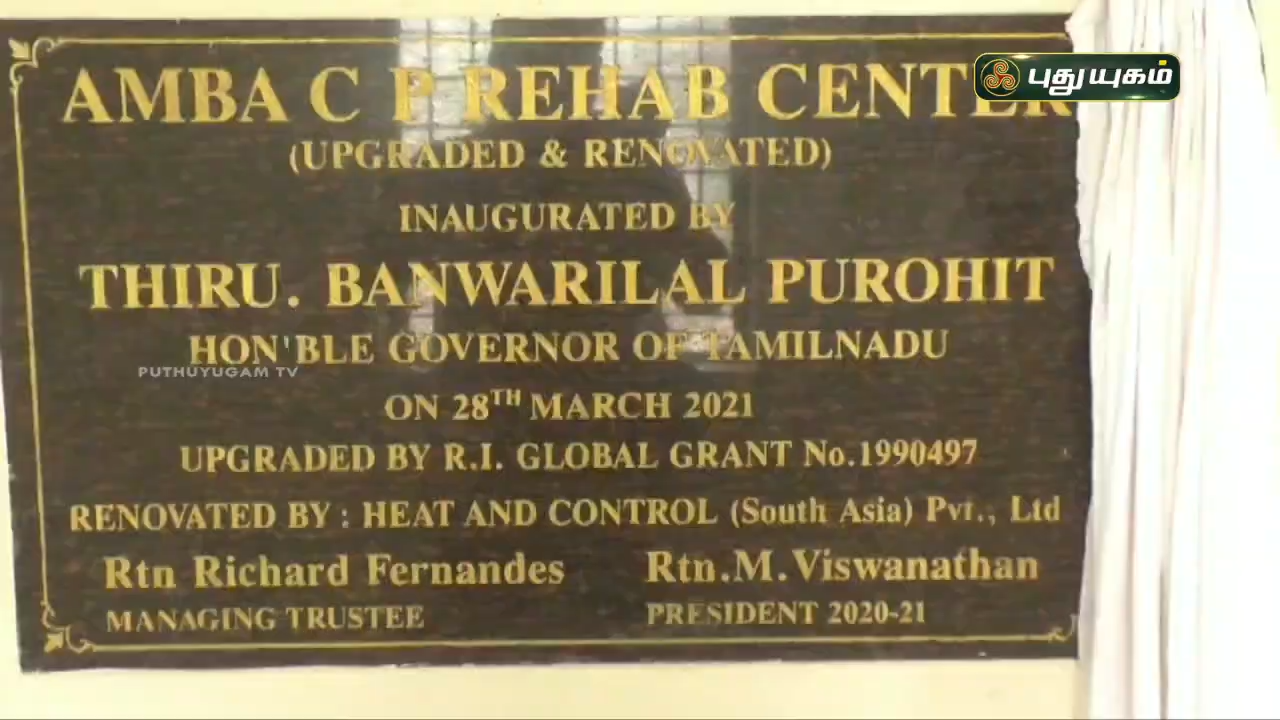 AMBA C P REHAB CENTER
புதுயுகம்
(UPGRADED & RENOVATED)
INAUGURATED BY
THIRU. BANWARILAL PUROHIT
HON'BLE GOVERNOR OF TAMILNADU
PUTHUYUGAM TV
ON 28TH MARCH 2021
UPGRADED BY R.I. GLOBAL GRANT No.1990497
RENOVATED BY : HEAT AND CONTROL (South Asia) Pvt., Ltd
Rtn Richard Fernandes Rtn.M.Viswanathan
MANAGING TRUSTEE PRESIDENT 2020-21